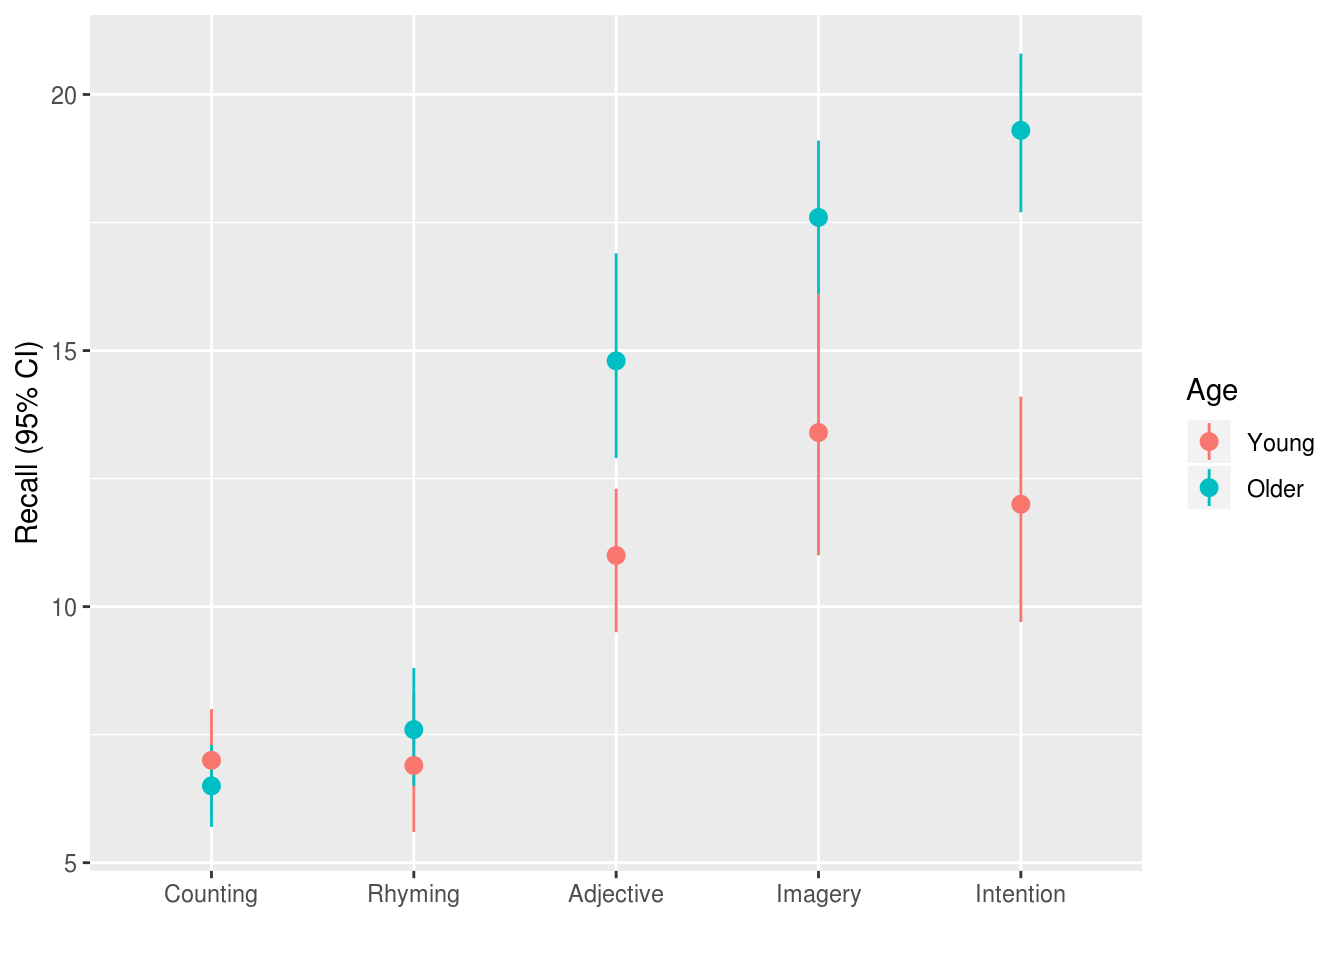 20
15
10
5
Recall (95% CI)
Counting Rhyming Adjective Imagery Intention
Age
Young
Older